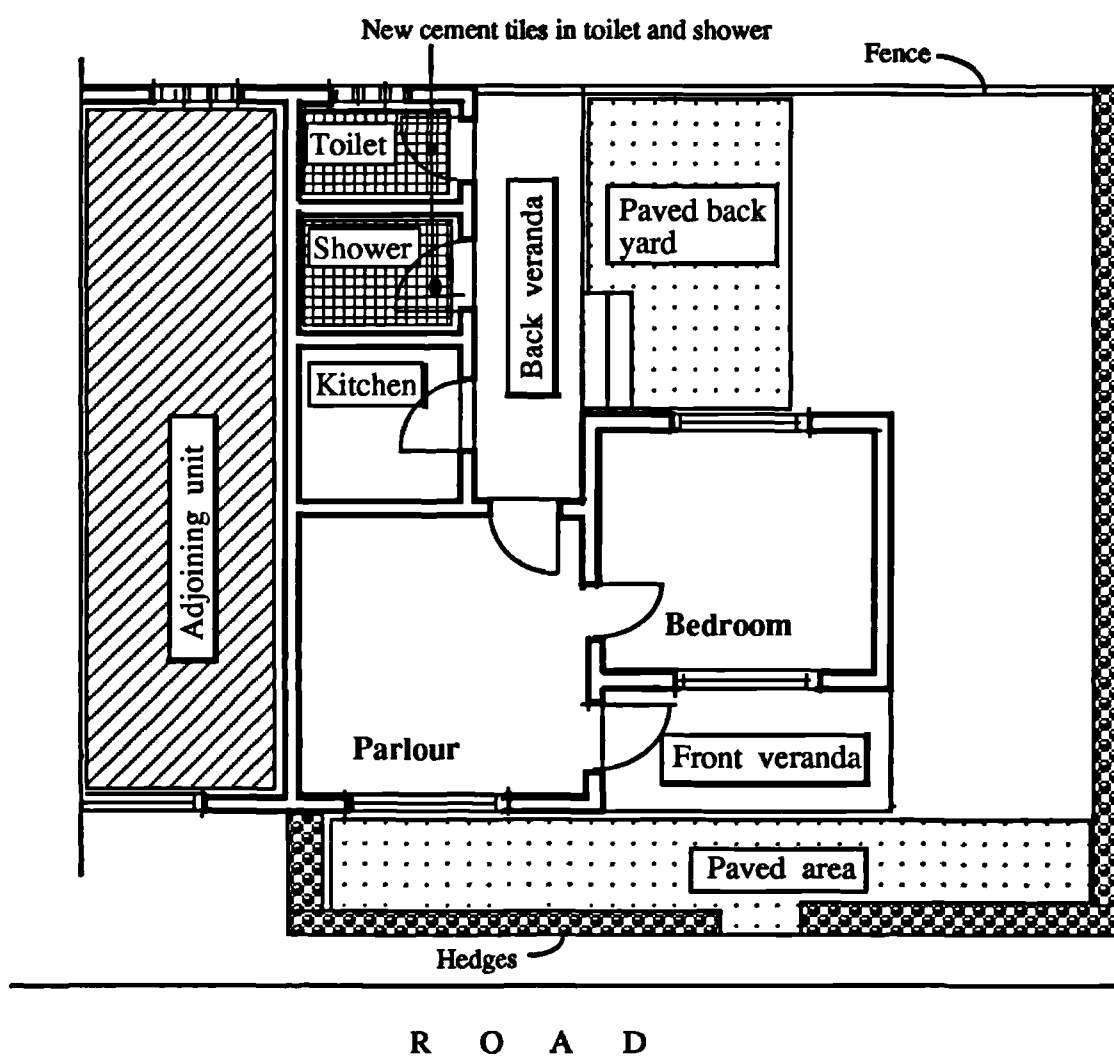 New cement tiles in toilet and shower
Fence
Toilet
Paved back
yard
Shower
Back veranda
Kitchen
Adjoining unit
Bedroom
Parlour
Front veranda
Paved area
Hedges
R O A D